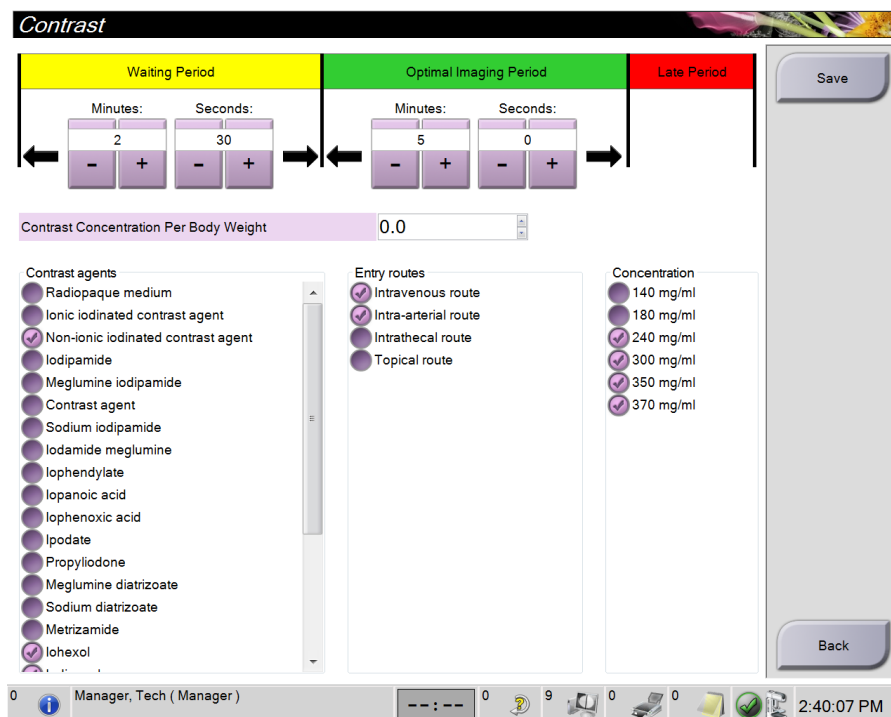 Contrast
Waiting Period
Optimal Imaging Period
Late Period
Save
Minutes:
Seconds:
Minutes:
Seconds:
2
30
5
0
- + - + - + - +
Contrast Concentration Per Body Weight
0.0
Contrast agents
Radiopaque medium
Ionic iodinated contrast agent
Non-ionic iodinated contrast agent
Iodipamide
Meglumine iodipamide
Contrast agent
Sodium iodipamide
Iodamide meglumine
Iophendylate
Iopanoic acid
Iophenoxic acid
Ipodate
Propyliodone
Meglumine diatrizoate
Sodium diatrizoate
Metrizamide
Iohexol
Entry routes
Intravenous route
Intra-arterial route
Intrathecal route
Topical route
Concentration
140 mg/ml
180 mg/ml
240 mg/ml
300 mg/ml
350 mg/ml
370 mg/ml
Back
0
Manager, Tech ( Manager )
--:--
0
9
0
0
2:40:07 PM